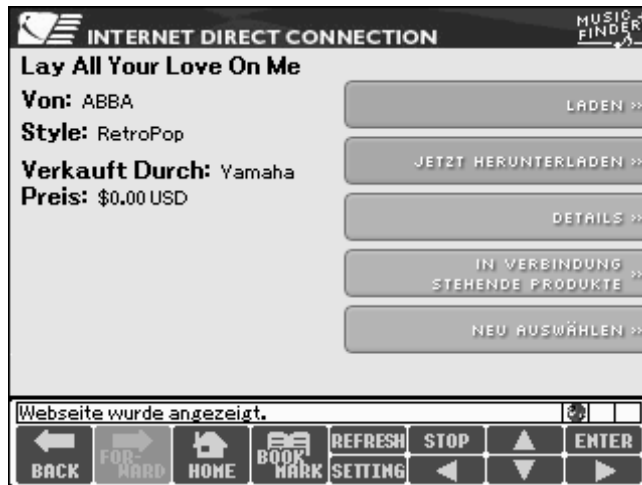 INTERNET DIRECT CONNECTION
MUSIC FINDER
Lay All Your Love On Me
Von: ABBA
Style: RetroPop
Verkauft Durch: Yamaha
Preis: $0.00 USD
LADEN »
JETZT HERUNTERLADEN »
DETAILS »
IN VERBINDUNG
STEHENDE PRODUKTE »
NEU AUSWÄHLEN »
Webseite wurde angezeigt.
BACK
FOR-
WARD
HOME
BOOK
MARK
REFRESH
STOP
ENTER
SETTING